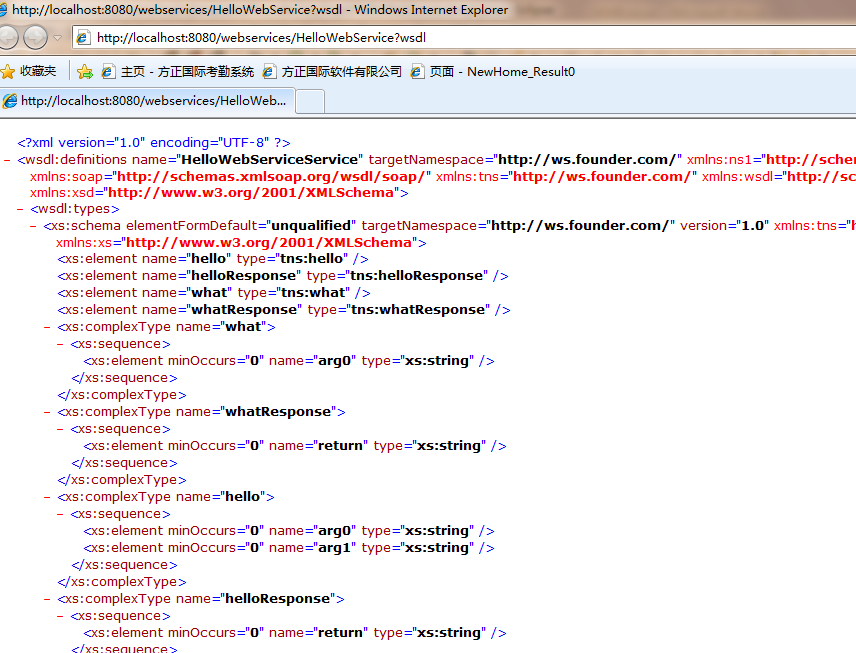 http://localhost:8080/webservices/HelloWebService?wsdl - Windows Internet Explorer
http://localhost:8080/webservices/HelloWebService?wsdl
收藏夹 主页 - 方正国际考勤系统 方正国际软件有限公司 页面 - NewHome_Result0
http://localhost:8080/webservices/HelloWeb...
<?xml version="1.0" encoding="UTF-8" ?>
- <wsdl:definitions name="HelloWebServiceService" targetNamespace="http://ws.founder.com/" xmlns:ns1="http://schem
xmlns:soap="http://schemas.xmlsoap.org/wsdl/soap/" xmlns:tns="http://ws.founder.com/" xmlns:wsdl="http://sc
xmlns:xsd="http://www.w3.org/2001/XMLSchema">
- <wsdl:types>
- <xs:schema elementFormDefault="unqualified" targetNamespace="http://ws.founder.com/" version="1.0" xmlns:tns="h
xmlns:xs="http://www.w3.org/2001/XMLSchema">
<xs:element name="hello" type="tns:hello" />
<xs:element name="helloResponse" type="tns:helloResponse" />
<xs:element name="what" type="tns:what" />
<xs:element name="whatResponse" type="tns:whatResponse" />
- <xs:complexType name="what">
- <xs:sequence>
<xs:element minOccurs="0" name="arg0" type="xs:string" />
</xs:sequence>
</xs:complexType>
- <xs:complexType name="whatResponse">
- <xs:sequence>
<xs:element minOccurs="0" name="return" type="xs:string" />
</xs:sequence>
</xs:complexType>
- <xs:complexType name="hello">
- <xs:sequence>
<xs:element minOccurs="0" name="arg0" type="xs:string" />
<xs:element minOccurs="0" name="arg1" type="xs:string" />
</xs:sequence>
</xs:complexType>
- <xs:complexType name="helloResponse">
- <xs:sequence>
<xs:element minOccurs="0" name="return" type="xs:string" />
</xs:sequence>